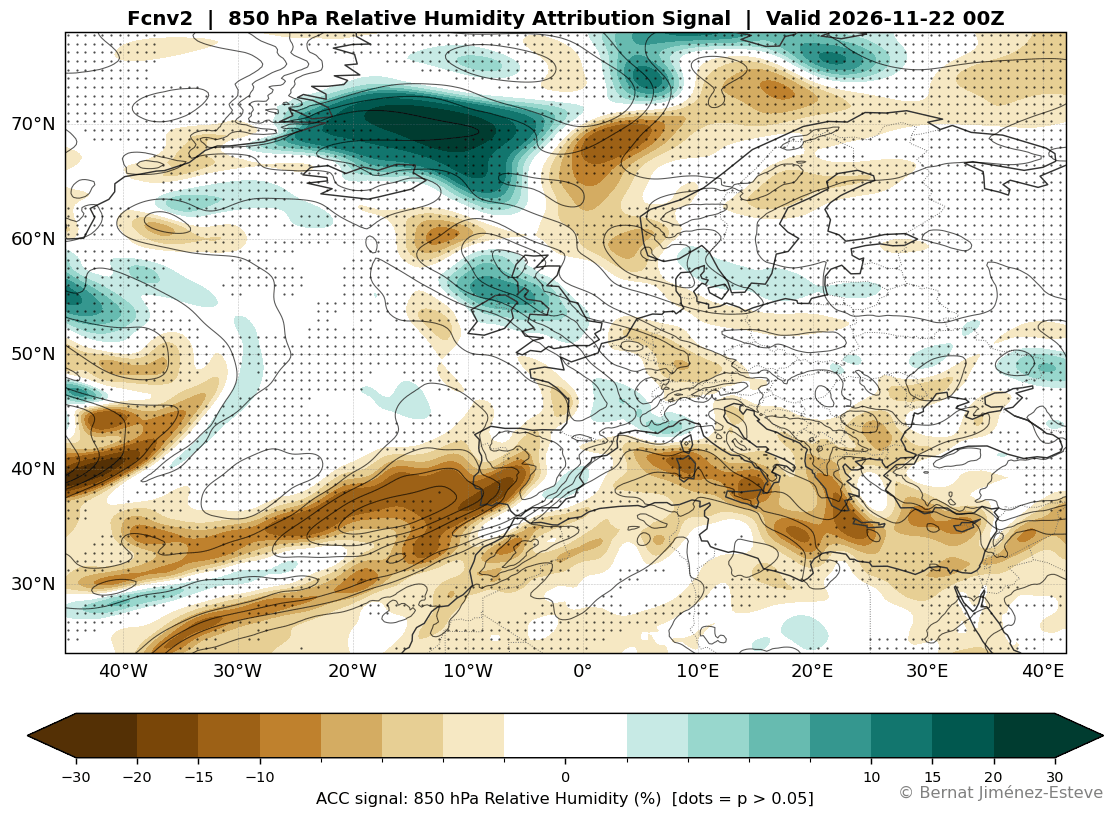 Fcnv2 | 850 hPa Relative Humidity Attribution Signal | Valid 2026-11-22 00Z
70°N
60°N
50°N
40°N
30°N
40°W 30°W 20°W 10°W 0° 10°E 20°E 30°E 40°E
−30 −20 −15 −10 0 10 15 20 30
ACC signal: 850 hPa Relative Humidity (%) [dots = p > 0.05]
© Bernat Jiménez-Esteve